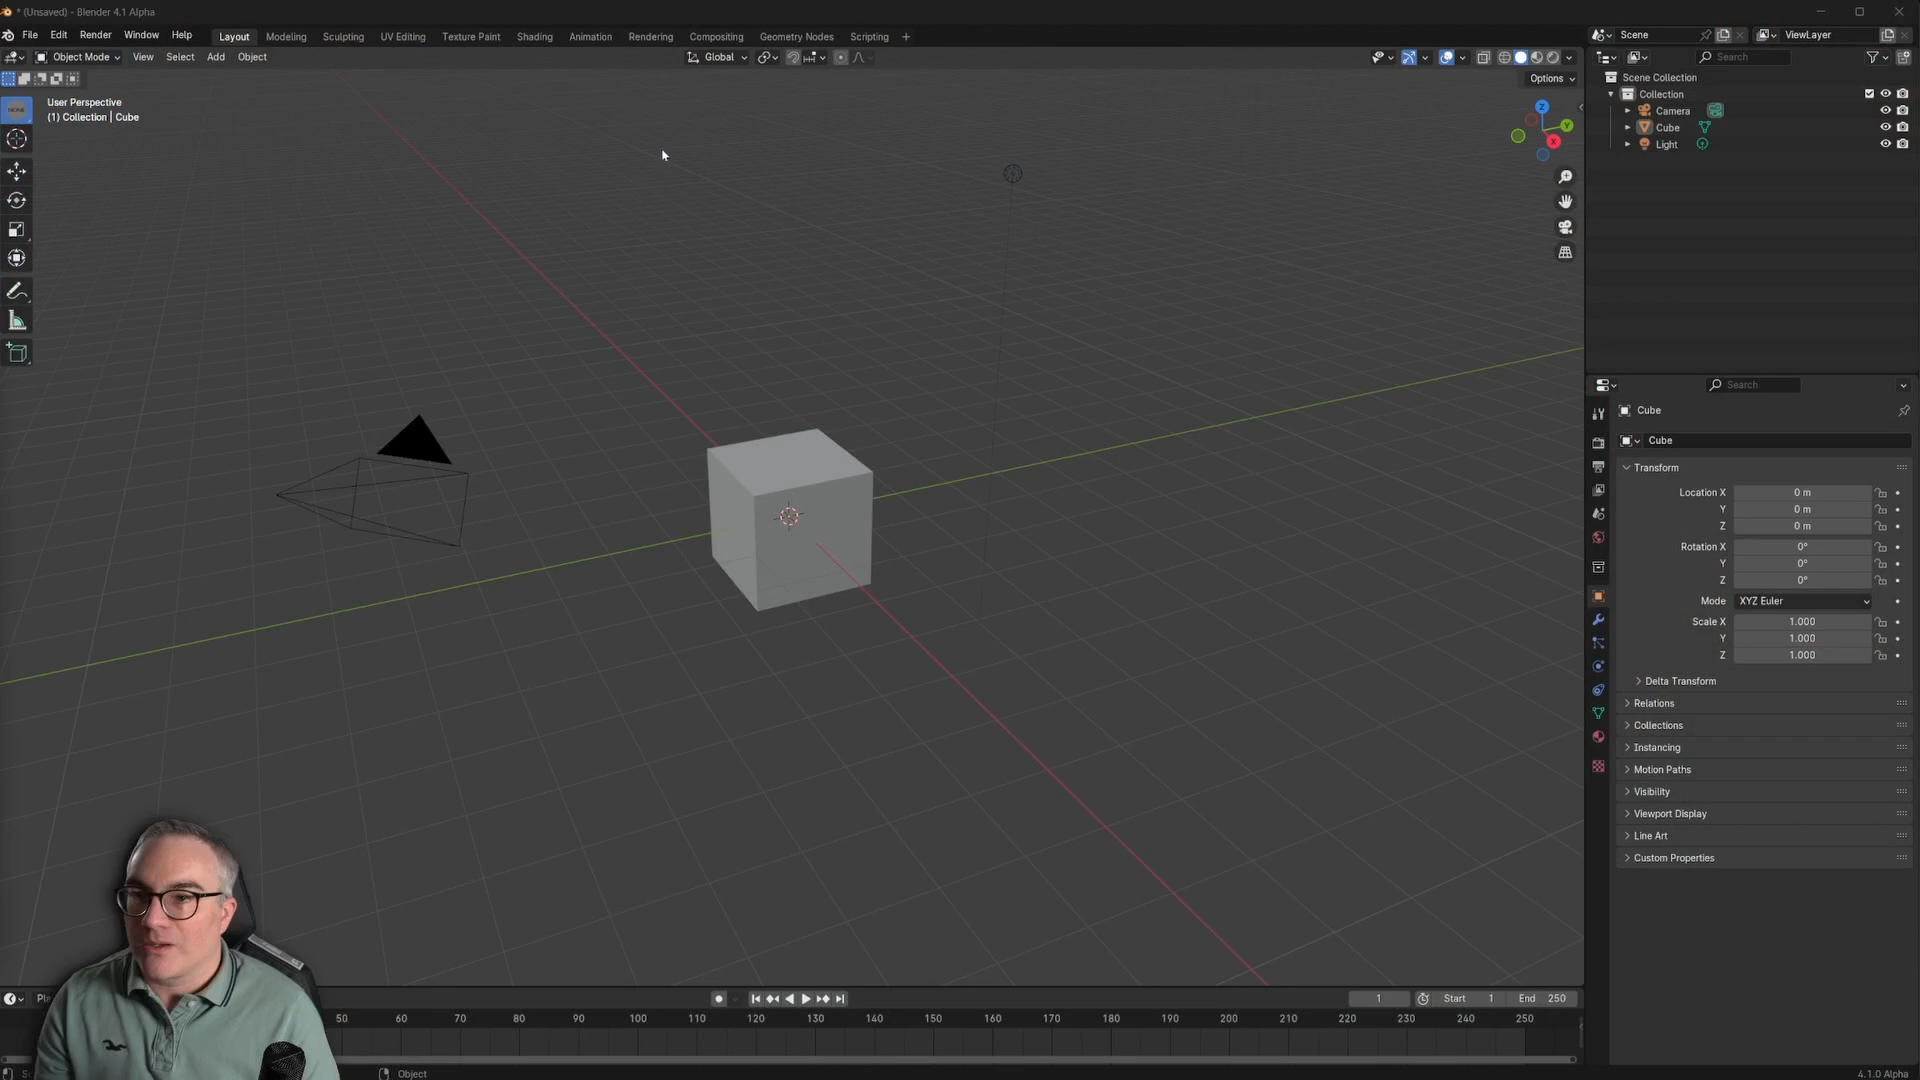 * (Unsaved) - Blender 4.1 Alpha
File Edit Render Window Help Layout Modeling Sculpting UV Editing Texture Paint Shading Animation Rendering Compositing Geometry Nodes Scripting + Scene ViewLayer
Object Mode View Select Add Object Global Search
Options
User Perspective
(1) Collection | Cube
Z
Y
X
Scene Collection
Collection
Camera
Cube
Light
Search
Cube
Cube
Transform
Location X 0 m
Y 0 m
Z 0 m
Rotation X 0°
Y 0°
Z 0°
Mode XYZ Euler
Scale X 1.000
Y 1.000
Z 1.000
Delta Transform
Relations
Collections
Instancing
Motion Paths
Visibility
Viewport Display
Line Art
Custom Properties
1 Start 1 End 250
50 60 70 80 90 100 110 120 130 140 150 160 170 180 190 200 210 220 230 240 250
Object
4.1.0 Alpha